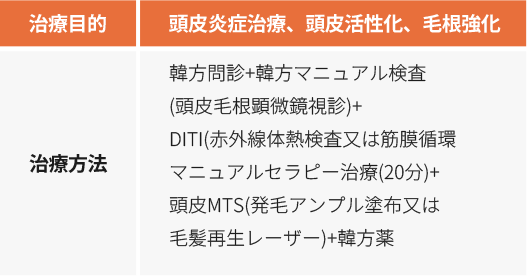 治療目的
頭皮炎症治療、頭皮活性化、毛根強化
治療方法
韓方問診+韓方マニュアル検査
(頭皮毛根顕微鏡視診)+
DITI(赤外線体熱検査又は筋膜循環
マニュアルセラピー治療(20分)+
頭皮MTS(発毛アンプル塗布又は
毛髪再生レーザー)+韓方薬